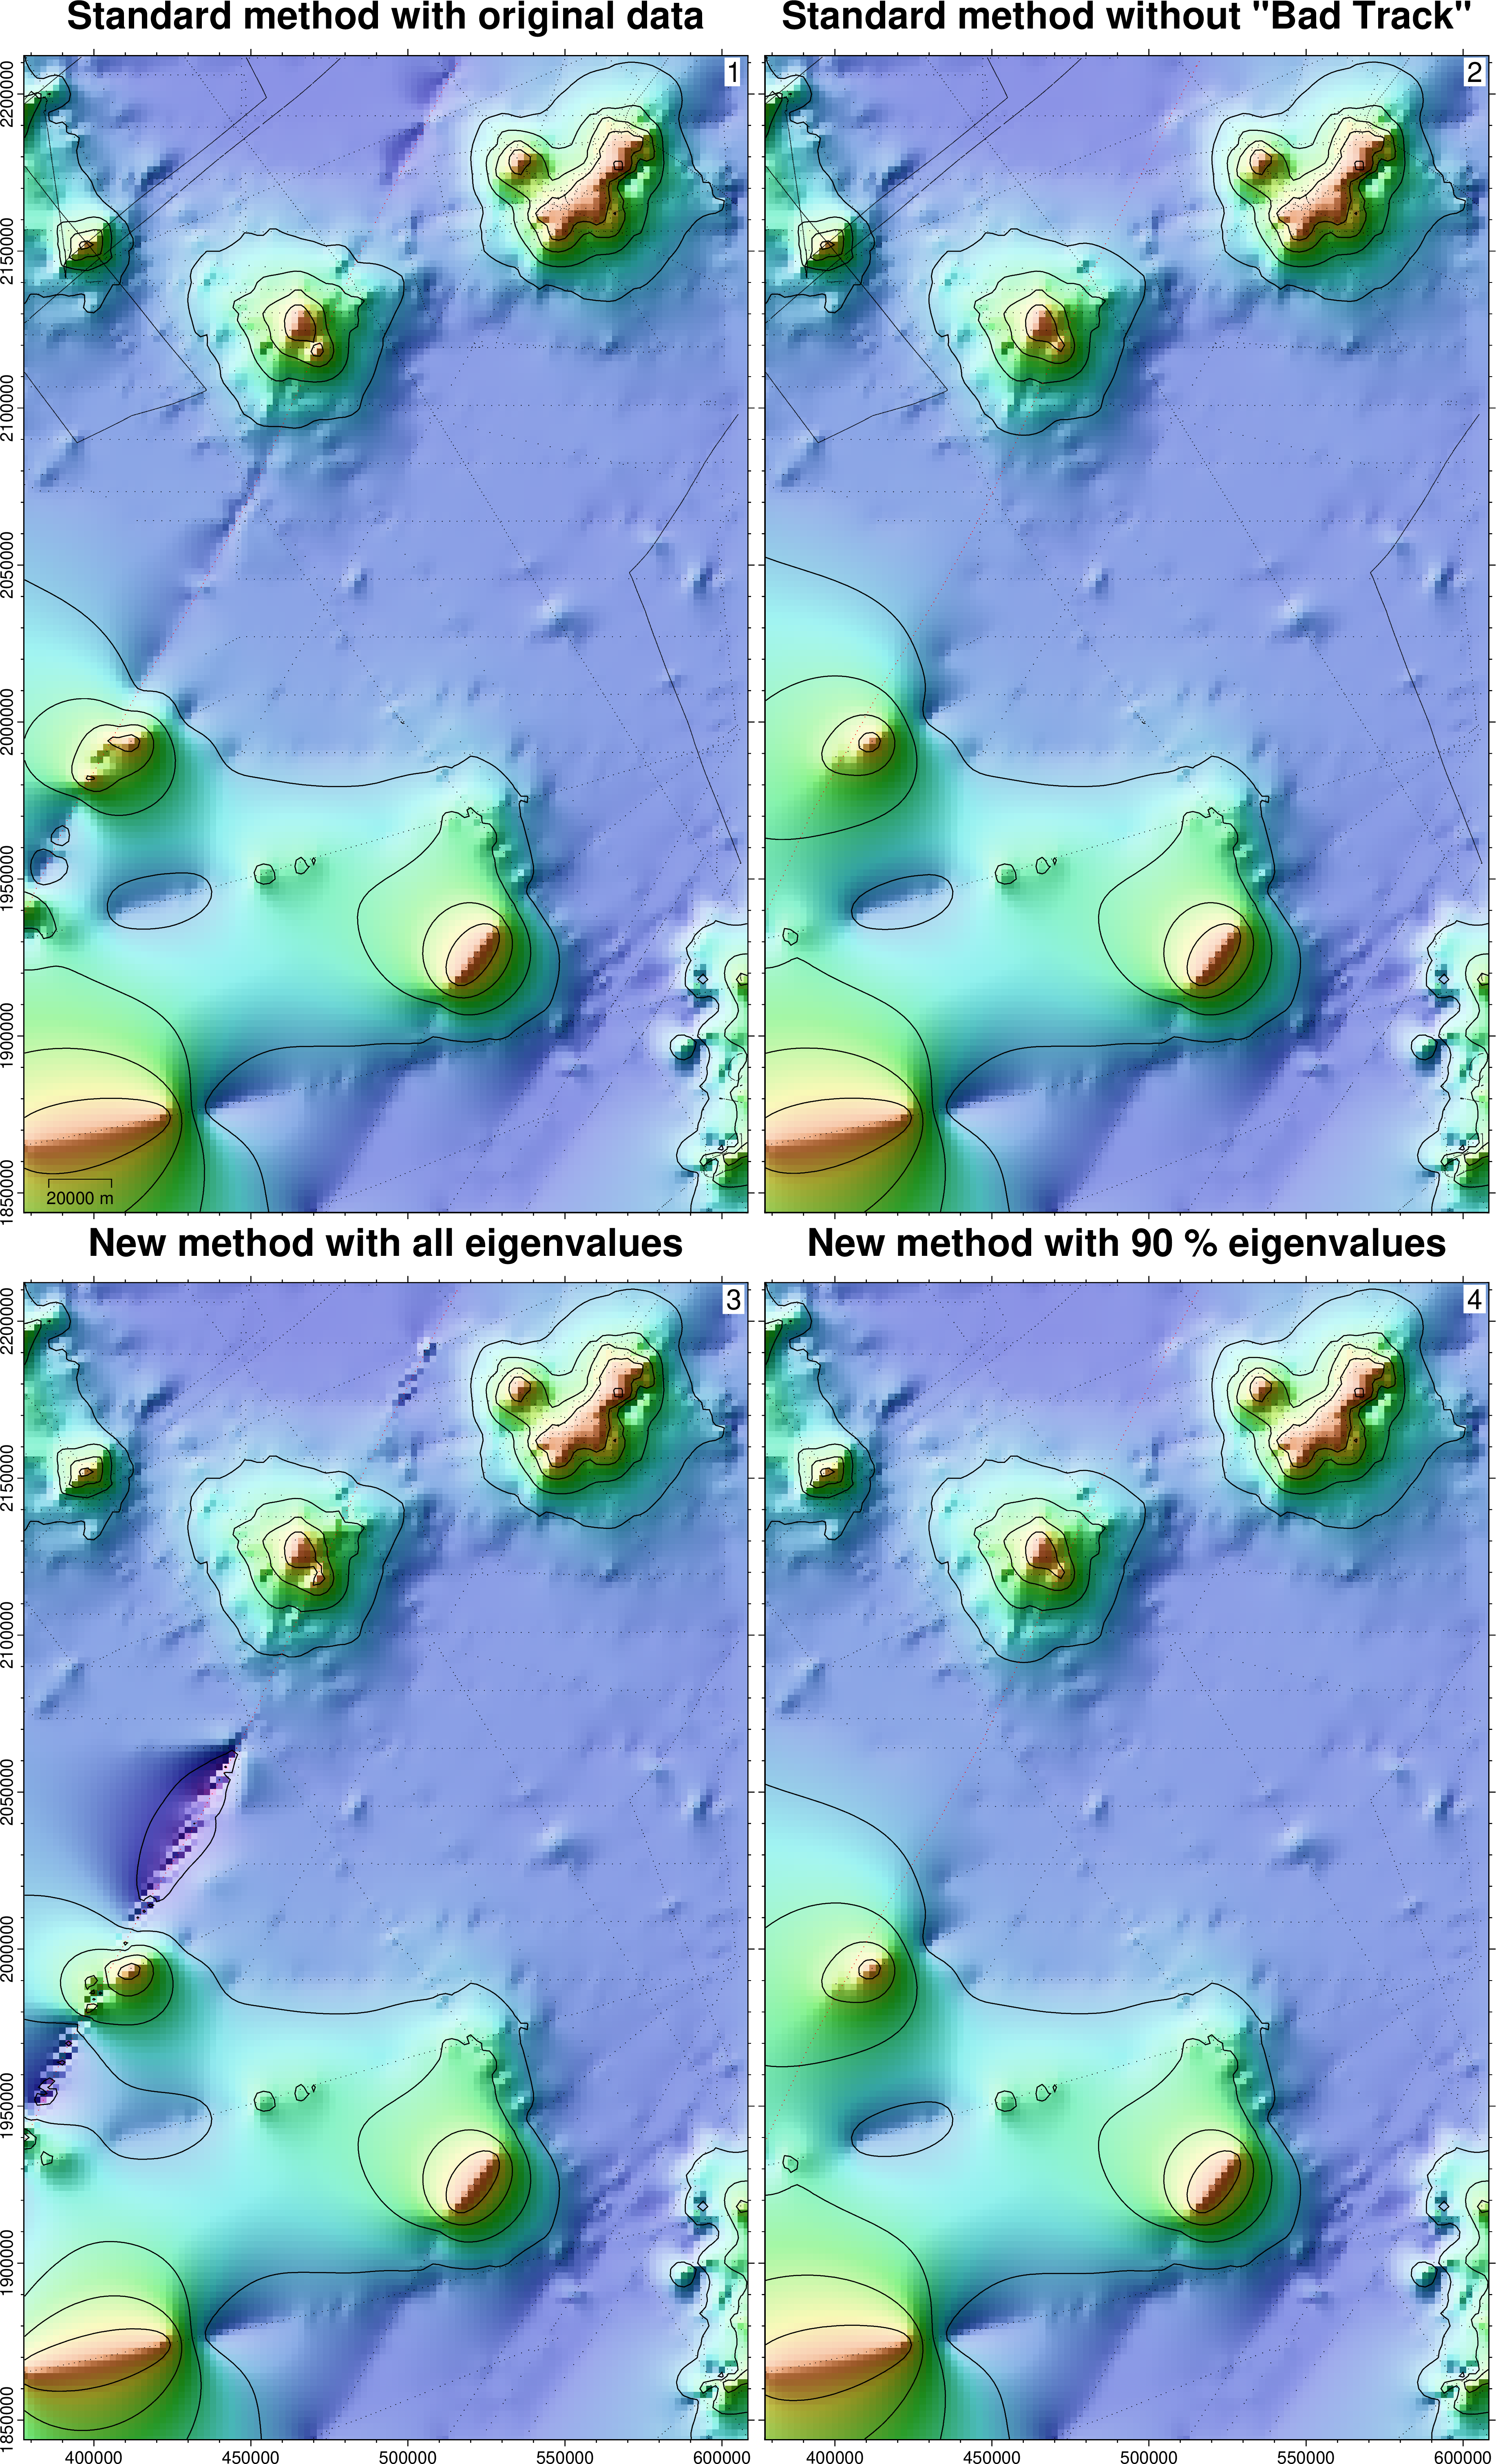 Standard method with original data
Standard method without "Bad Track"
1
2
2200000
2150000
2100000
2050000
2000000
1950000
1900000
1850000
20000 m
New method with all eigenvalues
New method with 90 % eigenvalues
3
4
2200000
2150000
2100000
2050000
2000000
1950000
1900000
1850000
400000 450000 500000 550000 600000
400000 450000 500000 550000 600000